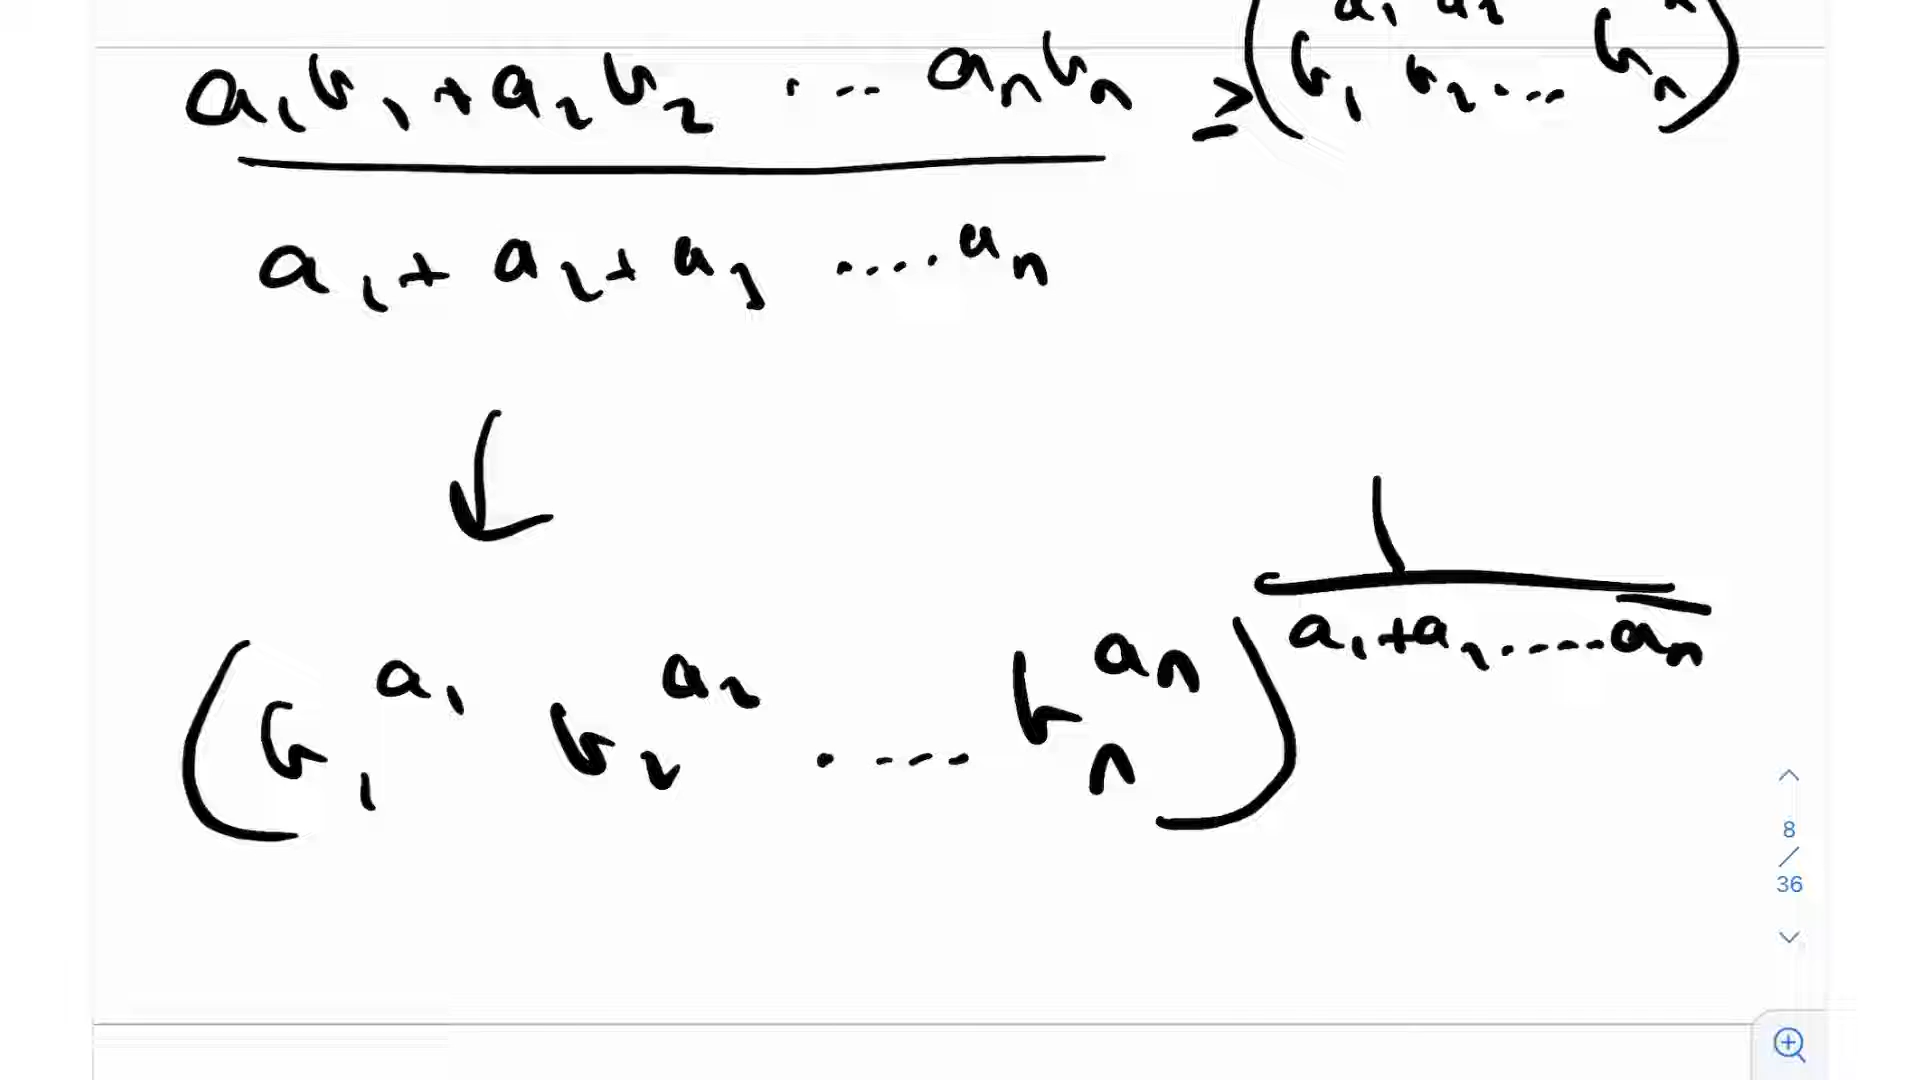 a₁b₁ + a₂b₂ .... aₙbₙ ≥ (b₁^a₁ b₂^a₂ .... bₙ)
a₁ + a₂ + a₃ ..... aₙ
↓
1
a₁+a₂.....aₙ
(b₁^a₁ b₂^a₂ ..... bₙ^aₙ)
8
/
36